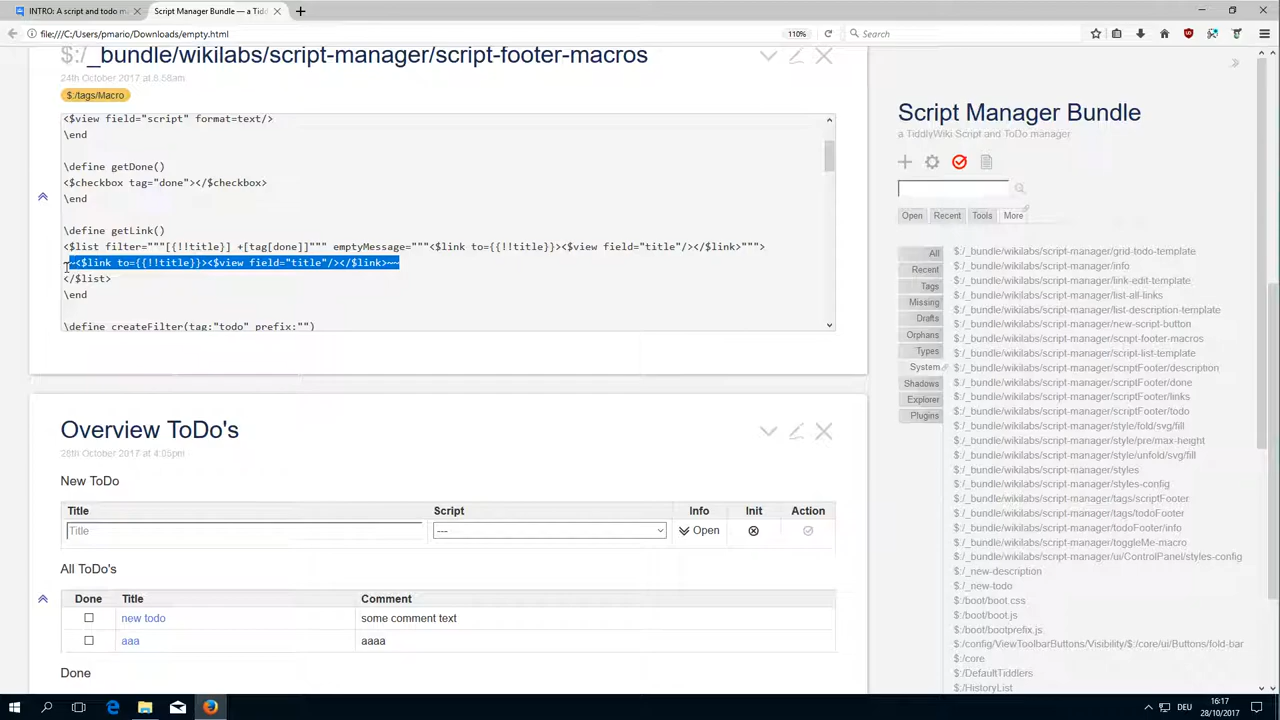 INTRO: A script and todo m
Script Manager Bundle — a T
file:///C:/Users/pmario/Downloads/empty.html
110%
Search
$:/_bundle/wikilabs/script-manager/script-footer-macros
24th October 2017 at 8:58am
$:/tags/Macro
<$view field="script" format=text/>
\end
\define getDone()
<$checkbox tag="done"></$checkbox>
\end
\define getLink()
<$list filter="""[{!!title}] +[tag[done]]""" emptyMessage="""<$link to={{!!title}}><$view field="title"/></$link>""">
~~<$link to={{!!title}}><$view field="title"/></$link>~~
</$list>
\end
\define createFilter(tag:"todo" prefix:"")
Overview ToDo's
28th October 2017 at 4:05pm
New ToDo
Title Script Info Init Action
Title --- Open
All ToDo's
Done Title Comment
new todo some comment text
aaa aaaa
Done
Script Manager Bundle
a TiddlyWiki Script and ToDo manager
Open Recent Tools More
All
Recent
Tags
Missing
Drafts
Orphans
Types
System
Shadows
Explorer
Plugins
$:/_bundle/wikilabs/script-manager/grid-todo-template
$:/_bundle/wikilabs/script-manager/info
$:/_bundle/wikilabs/script-manager/link-edit-template
$:/_bundle/wikilabs/script-manager/list-all-links
$:/_bundle/wikilabs/script-manager/list-description-template
$:/_bundle/wikilabs/script-manager/new-script-button
$:/_bundle/wikilabs/script-manager/script-footer-macros
$:/_bundle/wikilabs/script-manager/script-list-template
$:/_bundle/wikilabs/script-manager/scriptFooter/description
$:/_bundle/wikilabs/script-manager/scriptFooter/done
$:/_bundle/wikilabs/script-manager/scriptFooter/links
$:/_bundle/wikilabs/script-manager/scriptFooter/todo
$:/_bundle/wikilabs/script-manager/style/fold/svg/fill
$:/_bundle/wikilabs/script-manager/style/pre/max-height
$:/_bundle/wikilabs/script-manager/style/unfold/svg/fill
$:/_bundle/wikilabs/script-manager/styles
$:/_bundle/wikilabs/script-manager/styles-config
$:/_bundle/wikilabs/script-manager/tags/scriptFooter
$:/_bundle/wikilabs/script-manager/tags/todoFooter
$:/_bundle/wikilabs/script-manager/todoFooter/info
$:/_bundle/wikilabs/script-manager/toggleMe-macro
$:/_bundle/wikilabs/script-manager/ui/ControlPanel/styles-config
$:/_new-description
$:/_new-todo
$:/boot/boot.css
$:/boot/boot.js
$:/boot/bootprefix.js
$:/config/ViewToolbarButtons/Visibility/$:/core/ui/Buttons/fold-bar
$:/core
$:/DefaultTiddlers
$:/HistoryList
DEU
16:17
28/10/2017